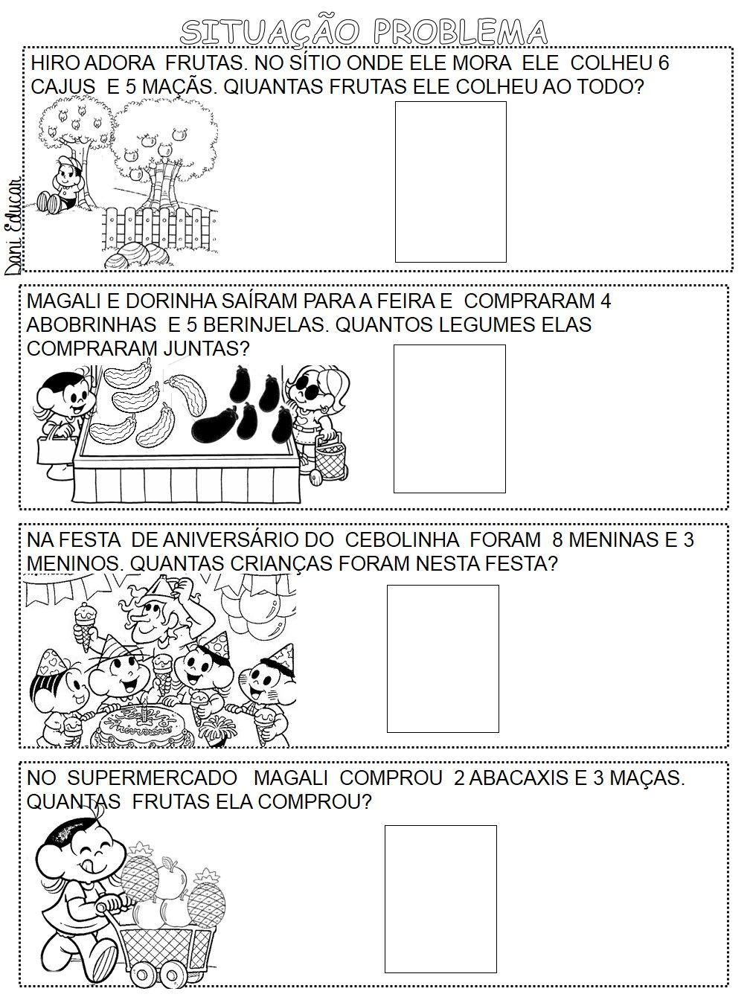 SITUAÇÃO PROBLEMA
HIRO ADORA FRUTAS. NO SÍTIO ONDE ELE MORA ELE COLHEU 6
CAJUS E 5 MAÇÃS. QIUANTAS FRUTAS ELE COLHEU AO TODO?
Dani Educar
MAGALI E DORINHA SAÍRAM PARA A FEIRA E COMPRARAM 4
ABOBRINHAS E 5 BERINJELAS. QUANTOS LEGUMES ELAS
COMPRARAM JUNTAS?
NA FESTA DE ANIVERSÁRIO DO CEBOLINHA FORAM 8 MENINAS E 3
MENINOS. QUANTAS CRIANÇAS FORAM NESTA FESTA?
Feliz
Aniversário
NO SUPERMERCADO MAGALI COMPROU 2 ABACAXIS E 3 MAÇAS.
QUANTAS FRUTAS ELA COMPROU?